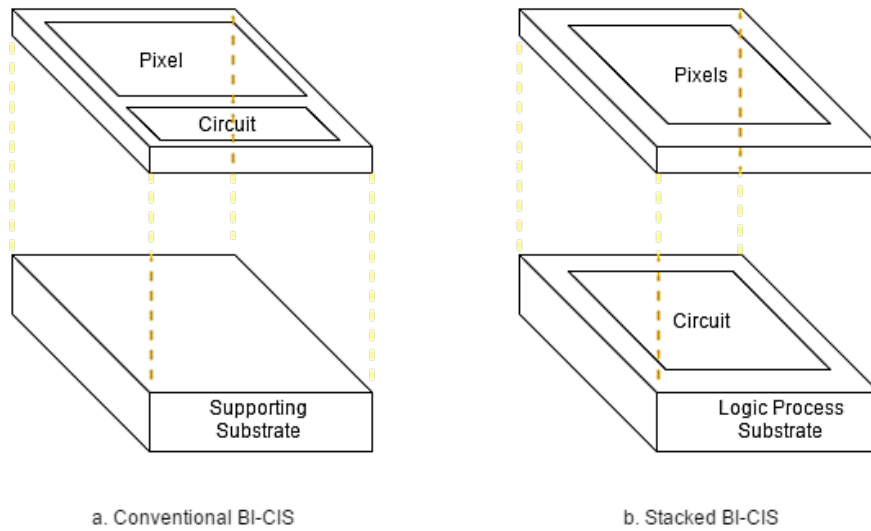 Pixel
Circuit
Supporting
Substrate
a. Conventional BI-CIS
Pixels
Circuit
Logic Process
Substrate
b. Stacked BI-CIS